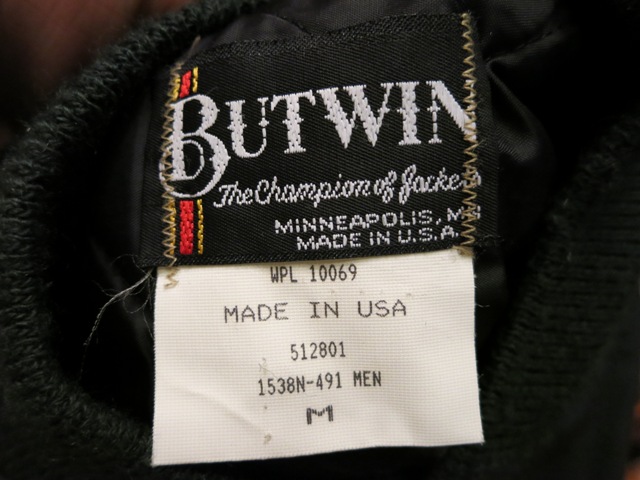 BUTWIN
The Champion of Jackets
MINNEAPOLIS, MN
MADE IN U.S.A.
WPL 10069
MADE IN USA
512801
1538N-491 MEN
M